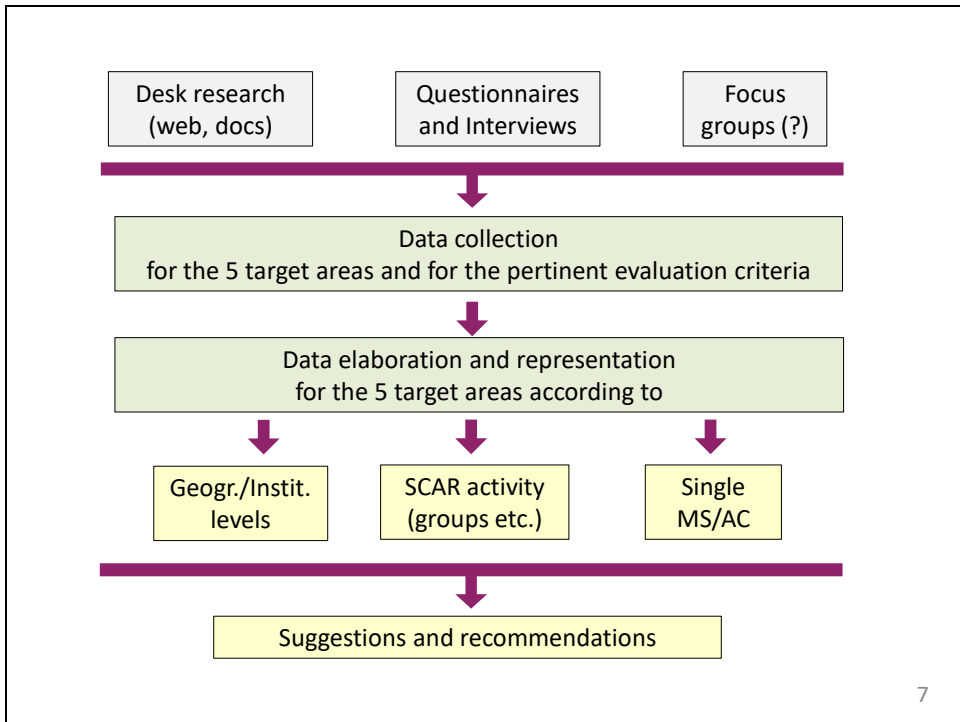 Desk research
(web, docs)
Questionnaires
and Interviews
Focus
groups (?)
Data collection
for the 5 target areas and for the pertinent evaluation criteria
Data elaboration and representation
for the 5 target areas according to
Geogr./Instit.
levels
SCAR activity
(groups etc.)
Single
MS/AC
Suggestions and recommendations
7